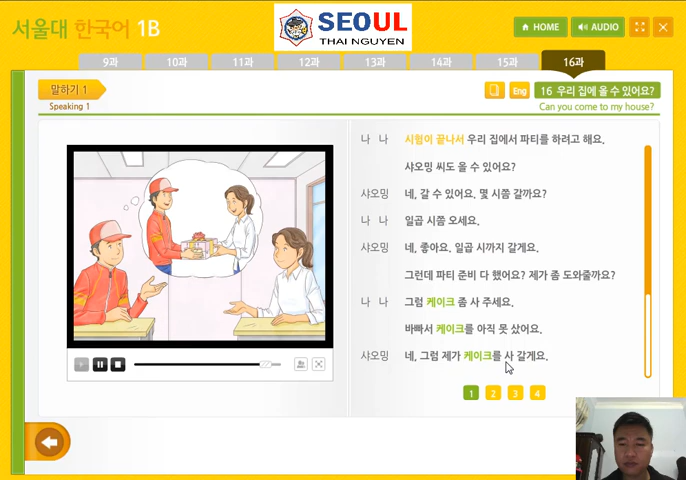 서울대 한국어 1B
SEOUL
THAI NGUYEN
HOME
AUDIO
9과 10과 11과 12과 13과 14과 15과 16과
말하기 1
Speaking 1
Eng
16 우리 집에 올 수 있어요?
Can you come to my house?
나 나 시험이 끝나서 우리 집에서 파티를 하려고 해요.
샤오밍 씨도 올 수 있어요?
샤오밍 네, 갈 수 있어요. 몇 시쯤 갈까요?
나 나 일곱 시쯤 오세요.
샤오밍 네, 좋아요. 일곱 시까지 갈게요.
그런데 파티 준비 다 했어요? 제가 좀 도와줄까요?
나 나 그럼 케이크 좀 사 주세요.
바빠서 케이크를 아직 못 샀어요.
샤오밍 네, 그럼 제가 케이크를 사 갈게요.
1 2 3 4